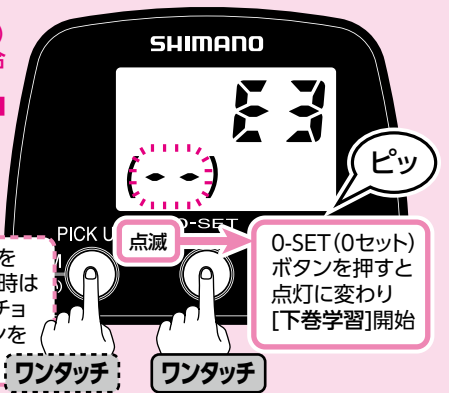 SHIMANO
E3
(--)
ピッ
PICK U
0-SET
点滅
0-SET(0セット)
ボタンを押すと
点灯に変わり
[下巻学習]開始
を
時は
チョ
ンを
ワンタッチ
ワンタッチ